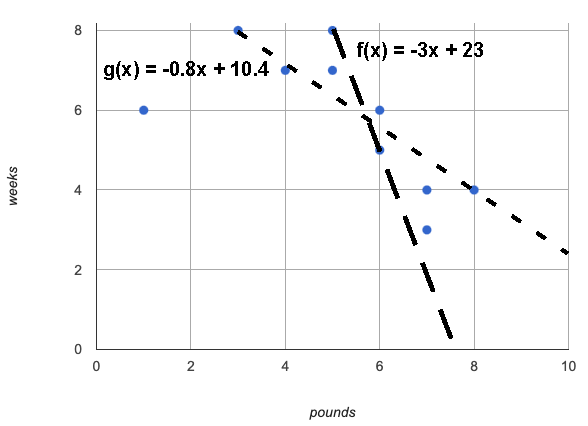 8
f(x) = -3x + 23
g(x) = -0.8x + 10.4
6
weeks
4
2
0
0 2 4 6 8 10
pounds